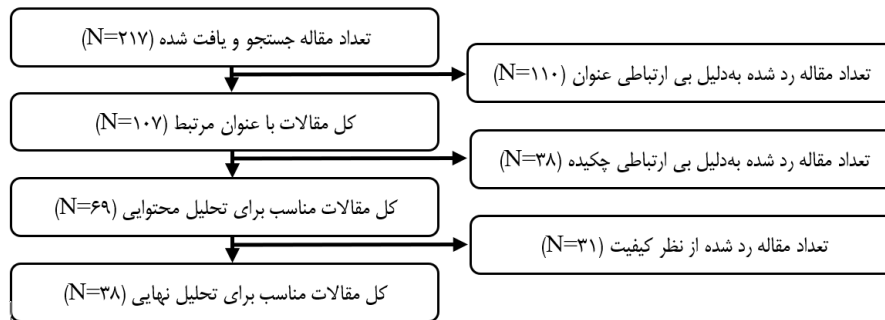 تعداد مقاله جستجو و یافت شده (N=۲۱۷)
تعداد مقاله رد شده به‌دلیل بی ارتباطی عنوان (N=۱۱۰)
کل مقالات با عنوان مرتبط (N=۱۰۷)
تعداد مقاله رد شده به‌دلیل بی ارتباطی چکیده (N=۳۸)
کل مقالات مناسب برای تحلیل محتوایی (N=۶۹)
تعداد مقاله رد شده از نظر کیفیت (N=۳۱)
کل مقالات مناسب برای تحلیل نهایی (N=۳۸)